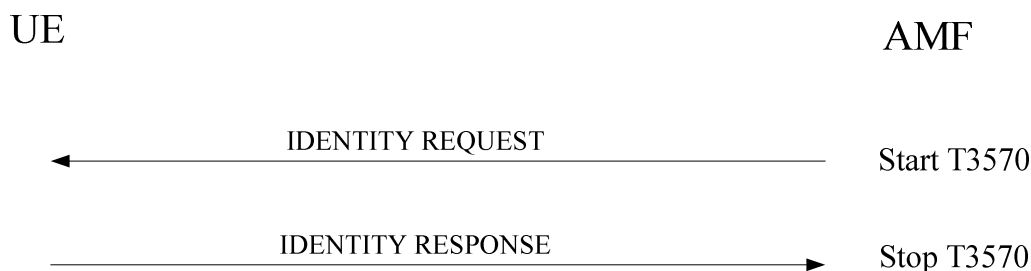 UE
AMF
IDENTITY REQUEST
Start T3570
IDENTITY RESPONSE
Stop T3570